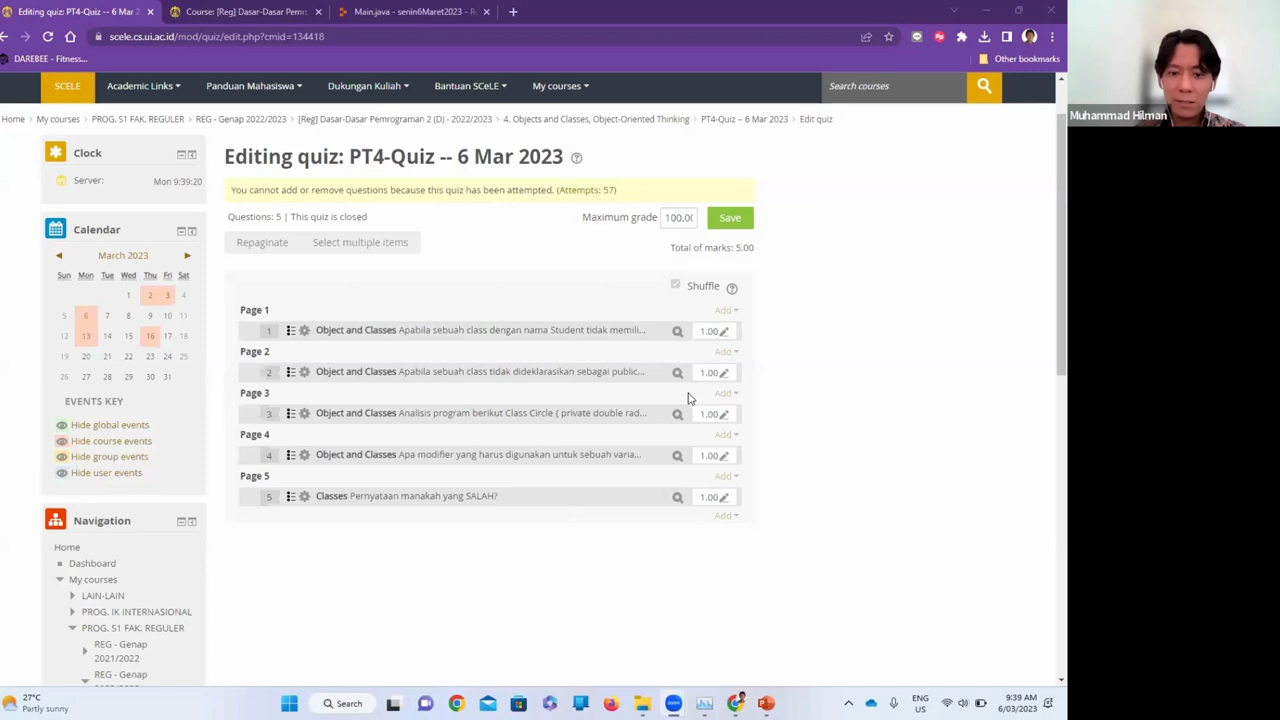 Editing quiz: PT4-Quiz -- 6 Mar 2
Course: [Reg] Dasar-Dasar Pemro
Main.java - senin6Maret2023 - Re
scele.cs.ui.ac.id/mod/quiz/edit.php?cmid=134418
DAREBEE - Fitness...
Other bookmarks
SCELE
Academic Links
Panduan Mahasiswa
Dukungan Kuliah
Bantuan SCeLE
My courses
Search courses
Muhammad Hilman
Home > My courses > PROG. S1 FAK. REGULER > REG - Genap 2022/2023 > [Reg] Dasar-Dasar Pemrograman 2 (D) - 2022/2023 > 4. Objects and Classes, Object-Oriented Thinking > PT4-Quiz -- 6 Mar 2023 > Edit quiz
Clock
Server: Mon 9:39:20
Calendar
March 2023
Sun Mon Tue Wed Thu Fri Sat
1 2 3 4
5 6 7 8 9 10 11
12 13 14 15 16 17 18
19 20 21 22 23 24 25
26 27 28 29 30 31
EVENTS KEY
Hide global events
Hide course events
Hide group events
Hide user events
Navigation
Home
Dashboard
My courses
LAIN-LAIN
PROG. IK INTERNASIONAL
PROG. S1 FAK. REGULER
REG - Genap
2021/2022
REG - Genap
Editing quiz: PT4-Quiz -- 6 Mar 2023
You cannot add or remove questions because this quiz has been attempted. (Attempts: 57)
Questions: 5 | This quiz is closed
Maximum grade 100.00 Save
Repaginate Select multiple items
Total of marks: 5.00
Shuffle
Page 1 Add
1 Object and Classes Apabila sebuah class dengan nama Student tidak memili... 1.00
Page 2 Add
2 Object and Classes Apabila sebuah class tidak dideklarasikan sebagai public... 1.00
Page 3 Add
3 Object and Classes Analisis program berikut Class Circle { private double rad... 1.00
Page 4 Add
4 Object and Classes Apa modifier yang harus digunakan untuk sebuah varia... 1.00
Page 5 Add
5 Classes Pernyataan manakah yang SALAH? 1.00
Add
27°C
Partly sunny
Search
ENG
US
9:39 AM
6/03/2023